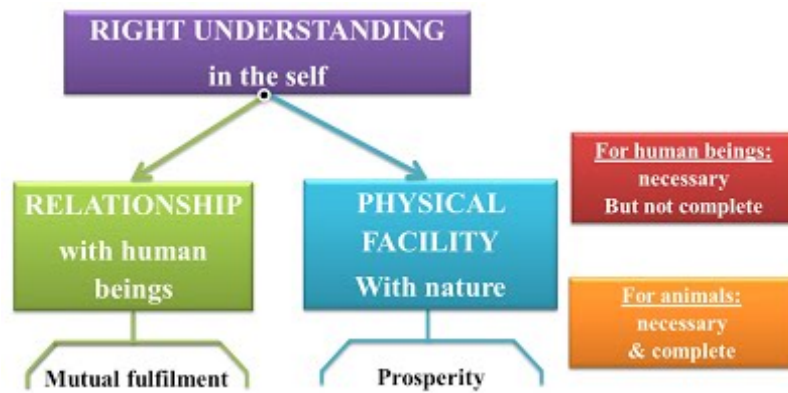 RIGHT UNDERSTANDING
in the self
RELATIONSHIP
with human
beings
PHYSICAL
FACILITY
With nature
For human beings:
necessary
But not complete
For animals:
necessary
& complete
Mutual fulfilment
Prosperity